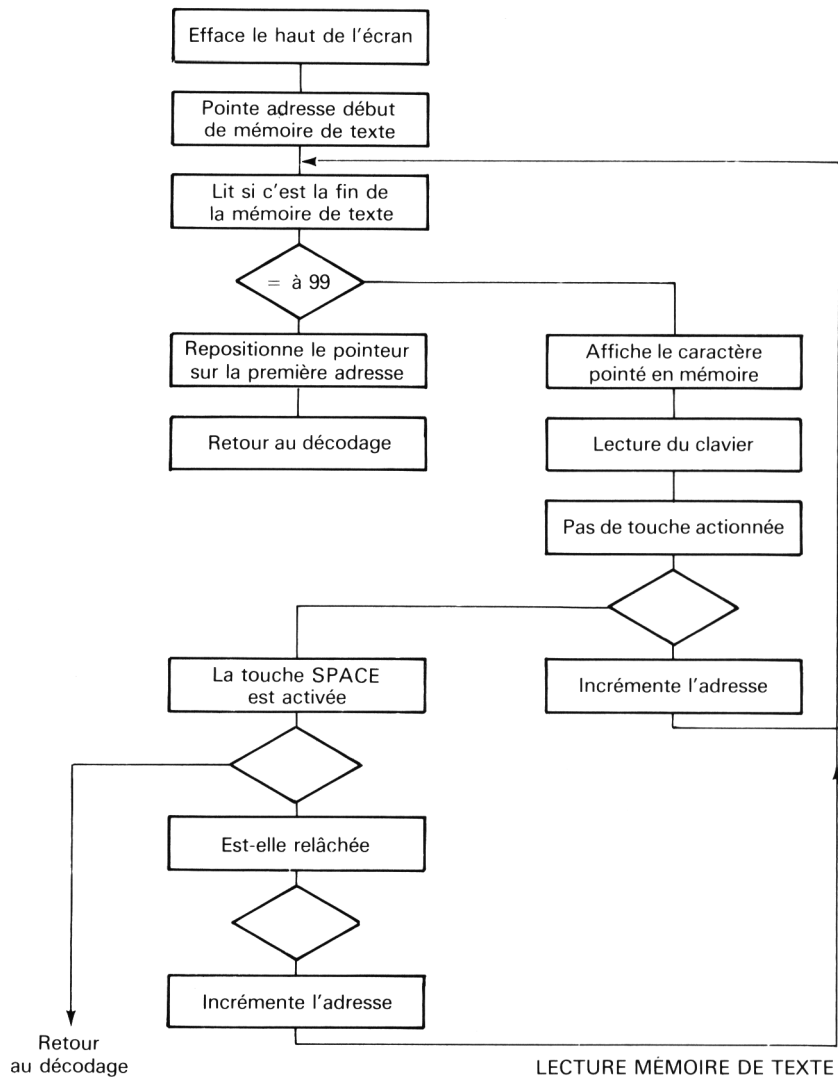 Efface le haut de l'écran
Pointe adresse début
de mémoire de texte
Lit si c'est la fin de
la mémoire de texte
= à 99
Repositionne le pointeur
sur la première adresse
Retour au décodage
Affiche le caractère
pointé en mémoire
Lecture du clavier
Pas de touche actionnée
Incrémente l'adresse
La touche SPACE
est activée
Est-elle relâchée
Incrémente l'adresse
Retour
au décodage
LECTURE MÉMOIRE DE TEXTE